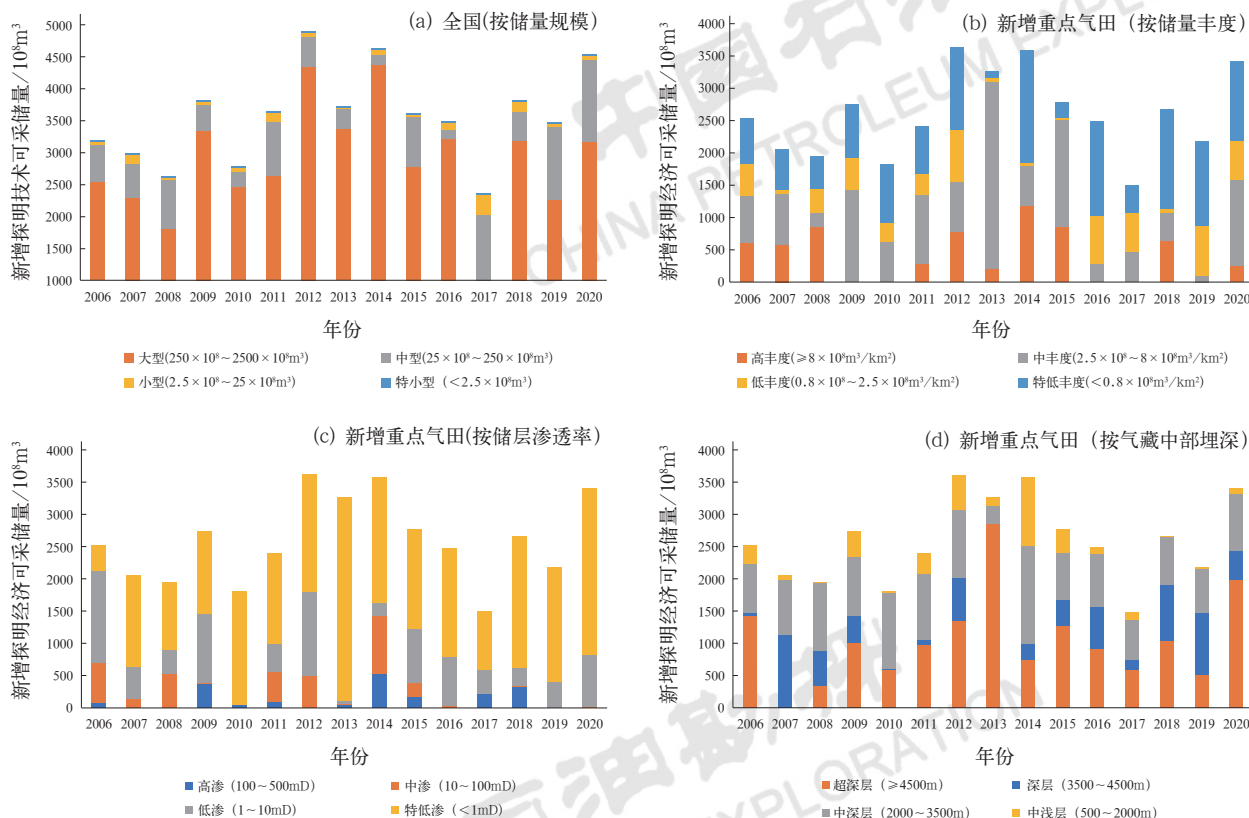 (a) 全国(按储量规模)
新增探明技术可采储量/10⁸m³
5000
4500
4000
3500
3000
2500
2000
1500
1000
2006 2007 2008 2009 2010 2011 2012 2013 2014 2015 2016 2017 2018 2019 2020
年份
大型(250×10⁸~2500×10⁸m³) 中型(25×10⁸~250×10⁸m³)
小型(2.5×10⁸~25×10⁸m³) 特小型（<2.5×10⁸m³）
(b) 新增重点气田（按储量丰度）
新增探明经济可采储量/10⁸m³
4000
3500
3000
2500
2000
1500
1000
500
0
2006 2007 2008 2009 2010 2011 2012 2013 2014 2015 2016 2017 2018 2019 2020
年份
高丰度(≥8×10⁸m³/km²) 中丰度(2.5×10⁸~8×10⁸m³/km²)
低丰度(0.8×10⁸~2.5×10⁸m³/km²) 特低丰度(<0.8×10⁸m³/km²)
(c) 新增重点气田(按储层渗透率)
新增探明经济可采储量/10⁸m³
4000
3500
3000
2500
2000
1500
1000
500
0
2006 2007 2008 2009 2010 2011 2012 2013 2014 2015 2016 2017 2018 2019 2020
年份
高渗（100~500mD） 中渗（10~100mD）
低渗（1~10mD） 特低渗（<1mD）
(d) 新增重点气田（按气藏中部埋深）
新增探明经济可采储量/10⁸m³
4000
3500
3000
2500
2000
1500
1000
500
0
2006 2007 2008 2009 2010 2011 2012 2013 2014 2015 2016 2017 2018 2019 2020
年份
超深层（≥4500m） 深层（3500~4500m）
中深层（2000~3500m） 中浅层（500~2000m）
CHINA PETROLEUM EXPL
EXPLORATION